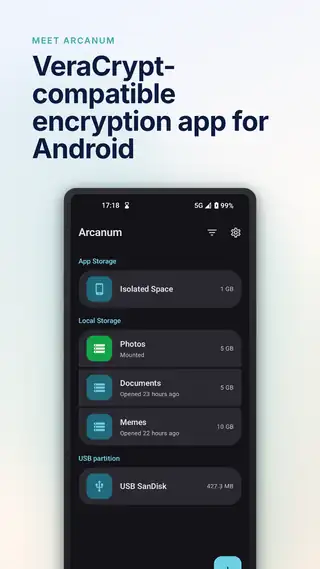 MEET ARCANUM
VeraCrypt-
compatible
encryption app for
Android
17:18
5G 99%
Arcanum
App Storage
Isolated Space
1 GB
Local Storage
Photos
Mounted
5 GB
Documents
Opened 23 hours ago
5 GB
Memes
Opened 22 hours ago
10 GB
USB partition
USB SanDisk
427.3 MB